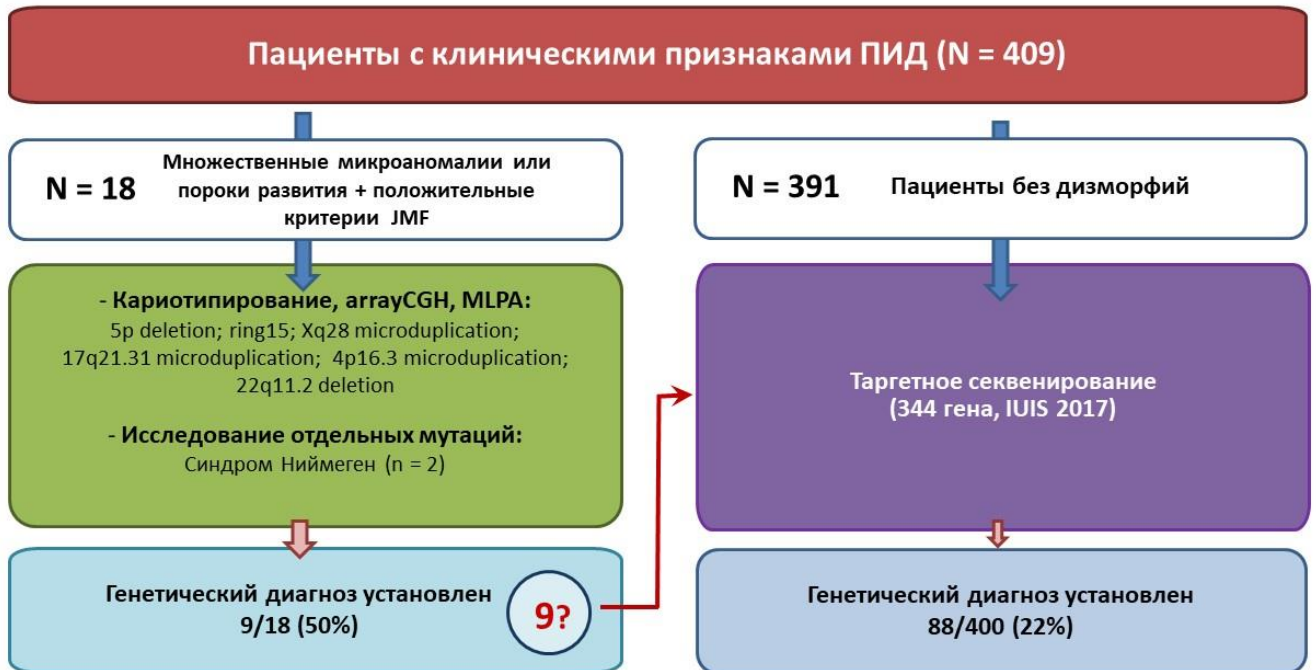 Пациенты с клиническими признаками ПИД (N = 409)
N = 18
Множественные микроаномалии или
пороки развития + положительные
критерии JMF
N = 391
Пациенты без дизморфий
- Кариотипирование, arrayCGH, MLPA:
5p deletion; ring15; Xq28 microduplication;
17q21.31 microduplication; 4p16.3 microduplication;
22q11.2 deletion
- Исследование отдельных мутаций:
Синдром Ниймеген (n = 2)
Таргетное секвенирование
(344 гена, IUIS 2017)
Генетический диагноз установлен
9/18 (50%)
9?
Генетический диагноз установлен
88/400 (22%)